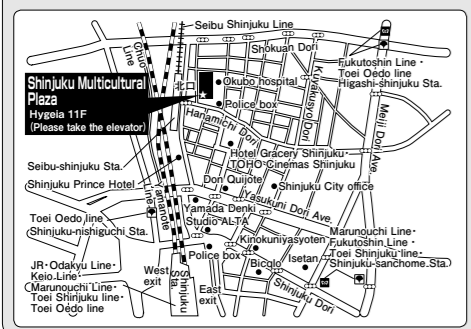 Seibu Shinjuku Line
Chuo
Line
Shokuan Dori
Fukutoshin Line・
Toei Oedo line
Higashi-shinjuku Sta.
Shinjuku Multicultural
Plaza
Hygeia 11F
(Please take the elevator)
北口
Okubo hospital
Police box
Kuyakusyo Dori
Meiji Dori Ave.
Hanamichi Dori
Seibu-shinjuku Sta.
Hotel Gracery Shinjuku・
TOHO Cinemas Shinjuku
Shinjuku Prince Hotel
Don Quijote
Shinjuku City office
Yamanote
line
Toei Oedo line
Shinjuku-nishiguchi Sta.
Yamada Denki
Studio ALTA
Yasukuni Dori Ave.
Marunouchi Line・
Fukutoshin Line・
Toei Shinjuku line・
Shinjuku-sanchome Sta.
Kinokuniyasyoten
Police box
Bicqlo
Isetan
JR・Odakyu Line・
Keio Line・
Marunouchi Line・
Toei Shinjuku line・
Toei Oedo line
West
exit
Shinjuku
Sta.
East
exit
Shinjuku Dori